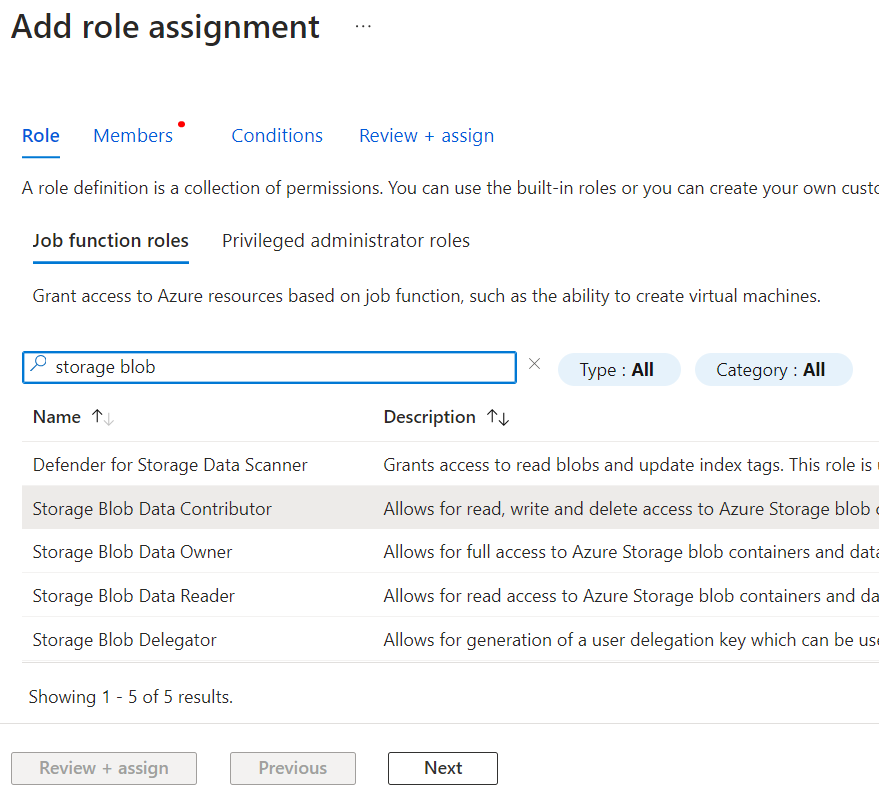 Add role assignment ...
Role Members Conditions Review + assign
A role definition is a collection of permissions. You can use the built-in roles or you can create your own custo
Job function roles Privileged administrator roles
Grant access to Azure resources based on job function, such as the ability to create virtual machines.
storage blob Type : All Category : All
Name Description
Defender for Storage Data Scanner Grants access to read blobs and update index tags. This role is
Storage Blob Data Contributor Allows for read, write and delete access to Azure Storage blob
Storage Blob Data Owner Allows for full access to Azure Storage blob containers and data
Storage Blob Data Reader Allows for read access to Azure Storage blob containers and da
Storage Blob Delegator Allows for generation of a user delegation key which can be use
Showing 1 - 5 of 5 results.
Review + assign Previous Next